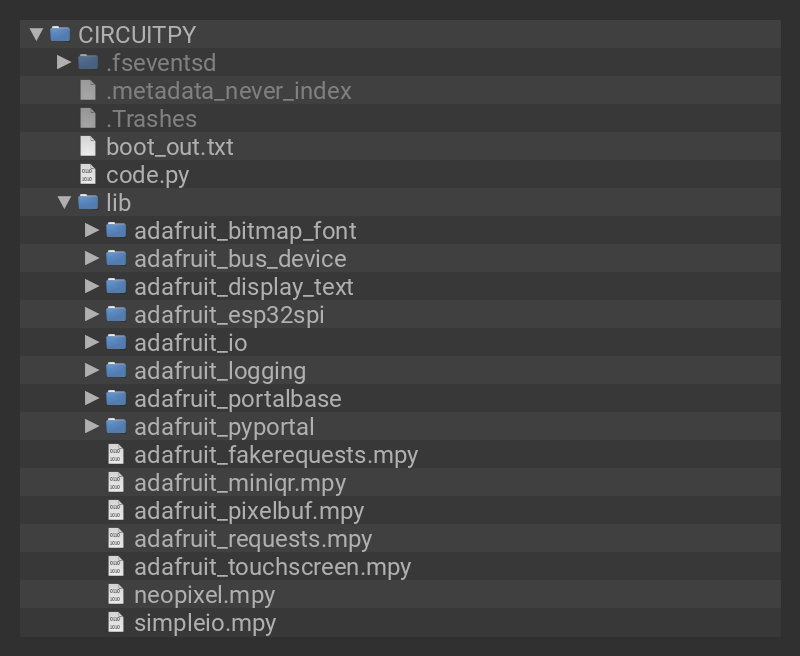 CIRCUITPY
.fseventsd
.metadata_never_index
.Trashes
boot_out.txt
code.py
lib
adafruit_bitmap_font
adafruit_bus_device
adafruit_display_text
adafruit_esp32spi
adafruit_io
adafruit_logging
adafruit_portalbase
adafruit_pyportal
adafruit_fakerequests.mpy
adafruit_miniqr.mpy
adafruit_pixelbuf.mpy
adafruit_requests.mpy
adafruit_touchscreen.mpy
neopixel.mpy
simpleio.mpy